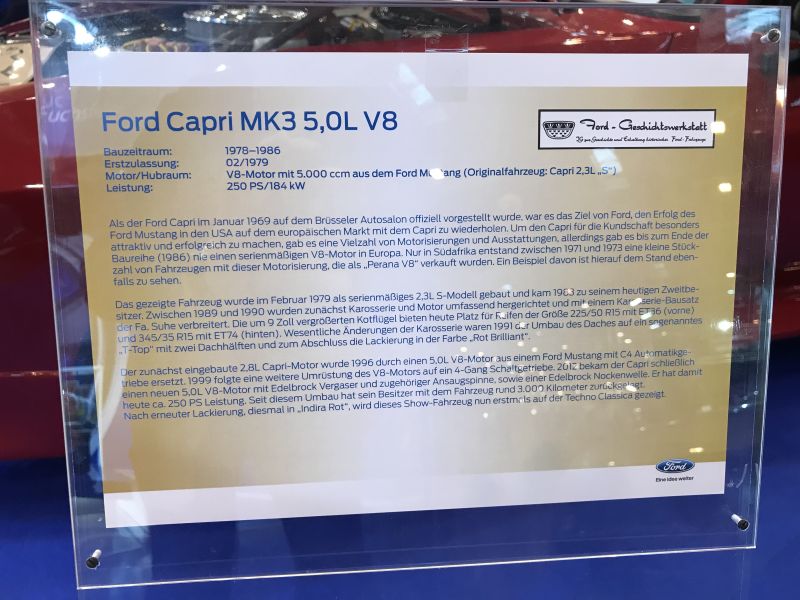 Ford Capri MK3 5,0L V8
Ford - Geschichtswerkstatt
IG zur Geschichte und Erhaltung historischer Ford-Fahrzeuge
Bauzeitraum: 1978–1986
Erstzulassung: 02/1979
Motor/Hubraum: V8-Motor mit 5.000 ccm aus dem Ford Mustang (Originalfahrzeug: Capri 2,3L „S“)
Leistung: 250 PS/184 kW
Als der Ford Capri im Januar 1969 auf dem Brüsseler Autosalon offiziell vorgestellt wurde, war es das Ziel von Ford, den Erfolg des
Ford Mustang in den USA auf dem europäischen Markt mit dem Capri zu wiederholen. Um den Capri für die Kundschaft besonders
attraktiv und erfolgreich zu machen, gab es eine Vielzahl von Motorisierungen und Ausstattungen, allerdings gab es bis zum Ende der
Baureihe (1986) nie einen serienmäßigen V8-Motor in Europa. Nur in Südafrika entstand zwischen 1971 und 1973 eine kleine Stück-
zahl von Fahrzeugen mit dieser Motorisierung, die als „Perana V8“ verkauft wurden. Ein Beispiel davon ist hierauf dem Stand eben-
falls zu sehen.
Das gezeigte Fahrzeug wurde im Februar 1979 als serienmäßiges 2,3L S-Modell gebaut und kam 1983 zu seinem heutigen Zweitbe-
sitzer. Zwischen 1989 und 1990 wurden zunächst Karosserie und Motor umfassend hergerichtet und mit einem Karosserie-Bausatz
der Fa. Suhe verbreitert. Die um 9 Zoll vergrößerten Kotflügel bieten heute Platz für Reifen der Größe 225/50 R15 mit ET36 (vorne)
und 345/35 R15 mit ET74 (hinten). Wesentliche Änderungen der Karosserie waren 1991 der Umbau des Daches auf ein sogenanntes
„T-Top“ mit zwei Dachhälften und zum Abschluss die Lackierung in der Farbe „Rot Brilliant“.
Der zunächst eingebaute 2,8L Capri-Motor wurde 1996 durch einen 5,0L V8-Motor aus einem Ford Mustang mit C4 Automatikge-
triebe ersetzt. 1999 folgte eine weitere Umrüstung des V8-Motors auf ein 4-Gang Schaltgetriebe. 2012 bekam der Capri schließlich
einen neuen 5,0L V8-Motor mit Edelbrock Vergaser und zugehöriger Ansaugspinne, sowie einer Edelbrock Nockenwelle. Er hat damit
heute ca. 250 PS Leistung. Seit diesem Umbau hat sein Besitzer mit dem Fahrzeug rund 3.000 Kilometer zurückgelegt.
Nach erneuter Lackierung, diesmal in „Indira Rot“, wird dieses Show-Fahrzeug nun erstmals auf der Techno Classica gezeigt.
Ford
Eine Idee weiter